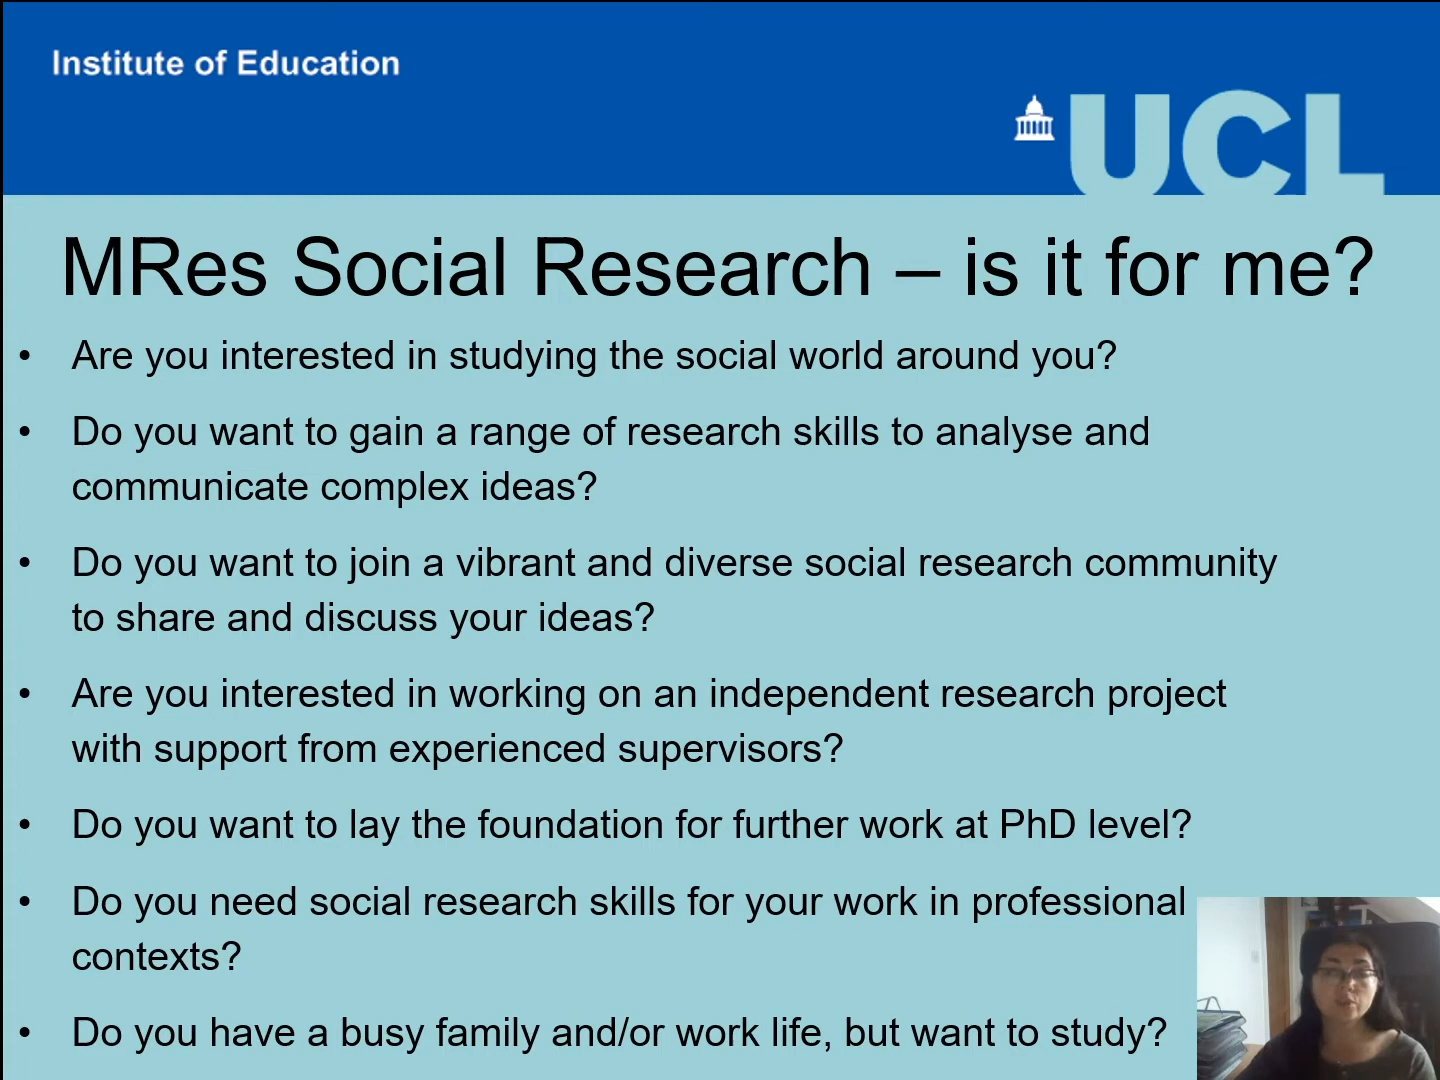 Institute of Education
UCL
MRes Social Research – is it for me?
• Are you interested in studying the social world around you?
• Do you want to gain a range of research skills to analyse and
communicate complex ideas?
• Do you want to join a vibrant and diverse social research community
to share and discuss your ideas?
• Are you interested in working on an independent research project
with support from experienced supervisors?
• Do you want to lay the foundation for further work at PhD level?
• Do you need social research skills for your work in professional
contexts?
• Do you have a busy family and/or work life, but want to study?